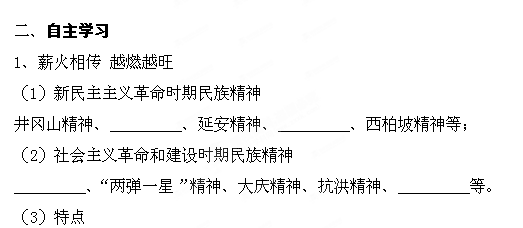 二、自主学习
1、薪火相传 越燃越旺
（1）新民主主义革命时期民族精神
井冈山精神、_________、延安精神、_________、西柏坡精神等；
（2）社会主义革命和建设时期民族精神
_________、“两弹一星 ”精神、大庆精神、抗洪精神、_________等。
（3）特点